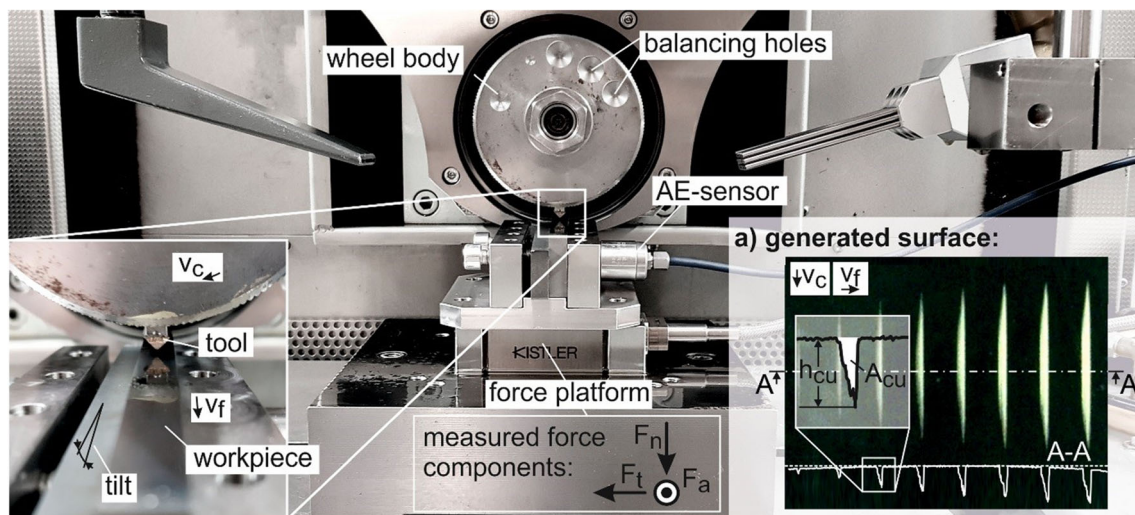 wheel body
balancing holes
AE-sensor
a) generated surface:
vc
vf
hcu
Acu
A
A
A-A
vc
tool
vf
workpiece
tilt
KISTLER
force platform
measured force
components:
Fn
Ft
Fa